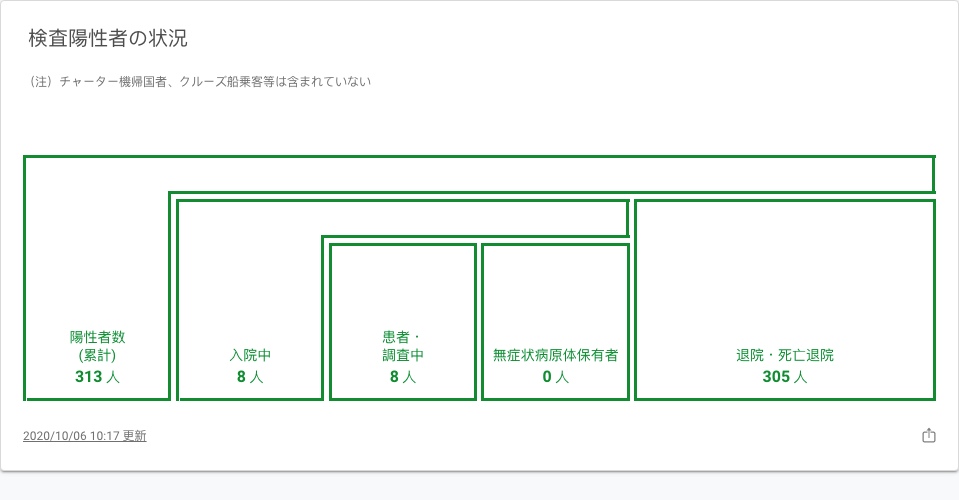 検査陽性者の状況
（注）チャーター機帰国者、クルーズ船乗客等は含まれていない
陽性者数
(累計)
313 人
入院中
8 人
患者・
調査中
8 人
無症状病原体保有者
0 人
退院・死亡退院
305 人
2020/10/06 10:17 更新